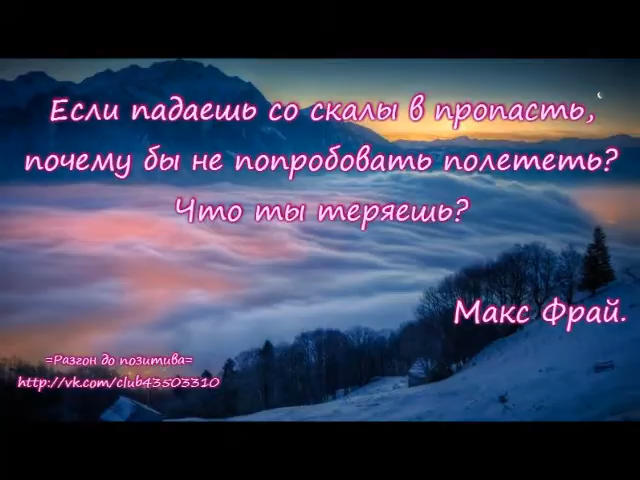 Если падаешь со скалы в пропасть,
почему бы не попробовать полететь?
Что ты теряешь?
Макс Фрай.
=Разгон до позитива=
http://vk.com/club43503310